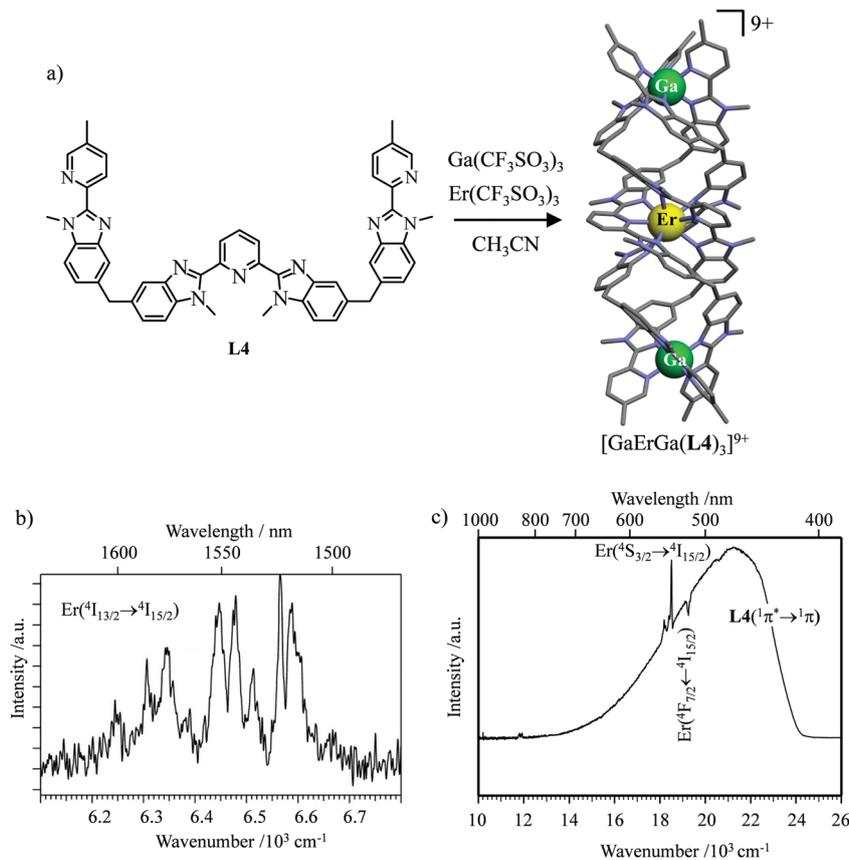 a)
N
N
N
N
N
N
N
N
N
N
N
L4
Ga(CF₃SO₃)₃
Er(CF₃SO₃)₃
CH₃CN
9+
Ga
Er
Ga
[GaErGa(L4)₃]⁹⁺
b)
Wavelength / nm
1600 1550 1500
Er(⁴I₁₃/₂→⁴I₁₅/₂)
Intensity /a.u.
6.2 6.3 6.4 6.5 6.6 6.7
Wavenumber /10³ cm⁻¹
c)
Wavelength /nm
1000 800 700 600 500 400
Er(⁴S₃/₂→⁴I₁₅/₂)
L4(¹π*→¹π)
Er(⁴F₇/₂←⁴I₁₅/₂)
Intensity /a.u.
10 12 14 16 18 20 22 24 26
Wavenumber /10³ cm⁻¹